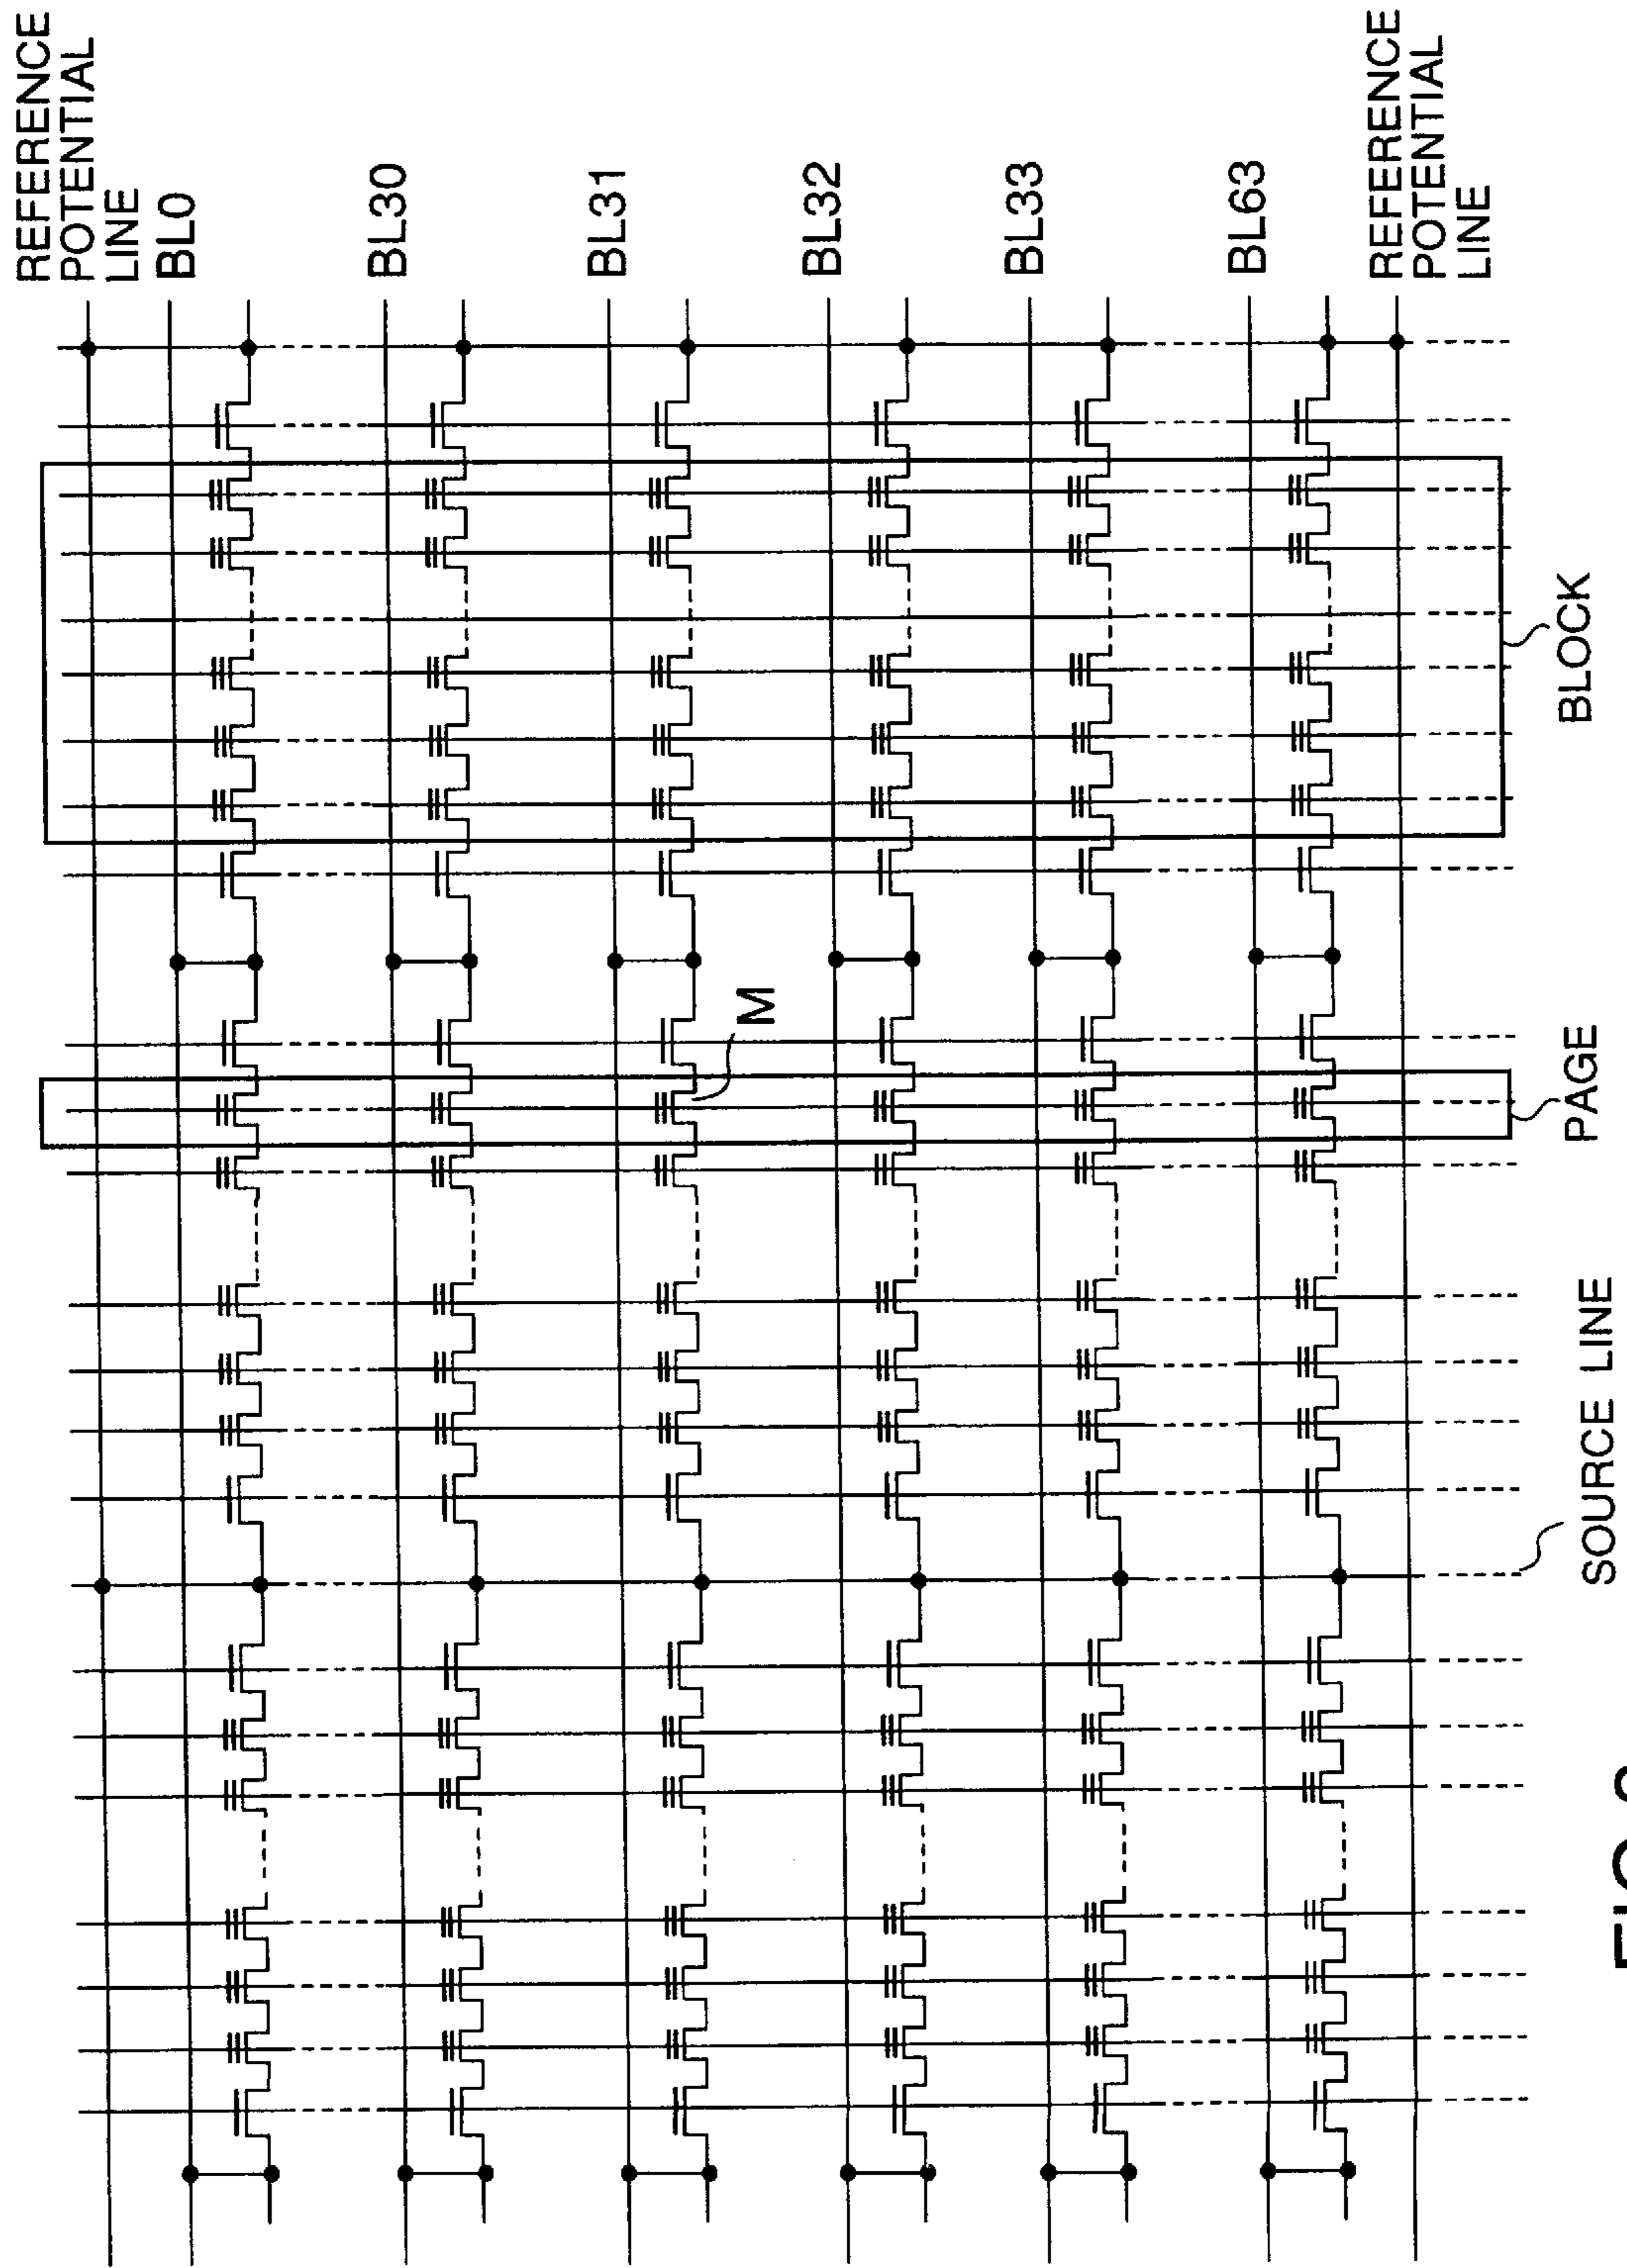 REFERENCE
POTENTIAL
LINE
BL0
BL30
BL31
BL32
BL33
BL63
REFERENCE
POTENTIAL
LINE
BLOCK
M
PAGE
SOURCE LINE